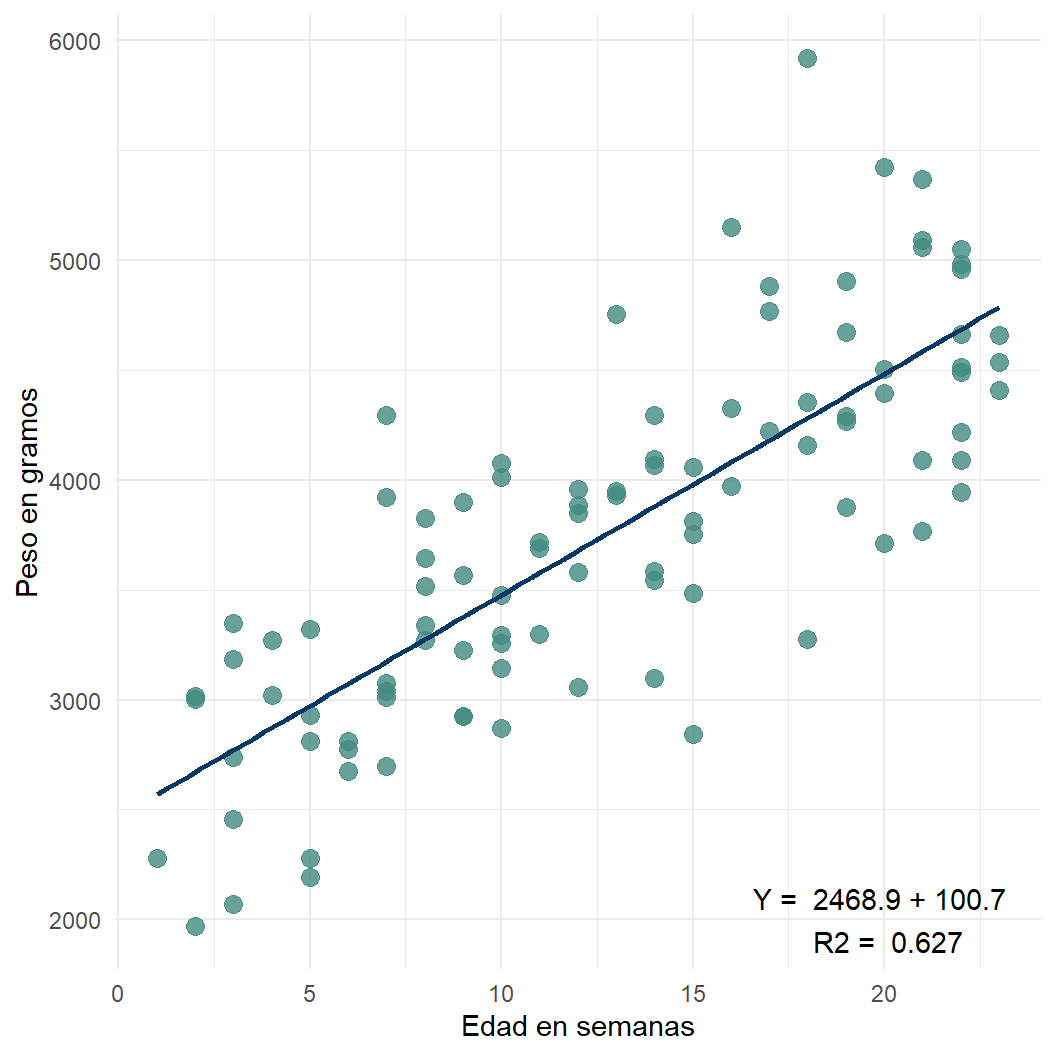 6000
5000
4000
3000
2000
Peso en gramos
Y = 2468.9 + 100.7
R2 = 0.627
0 5 10 15 20
Edad en semanas